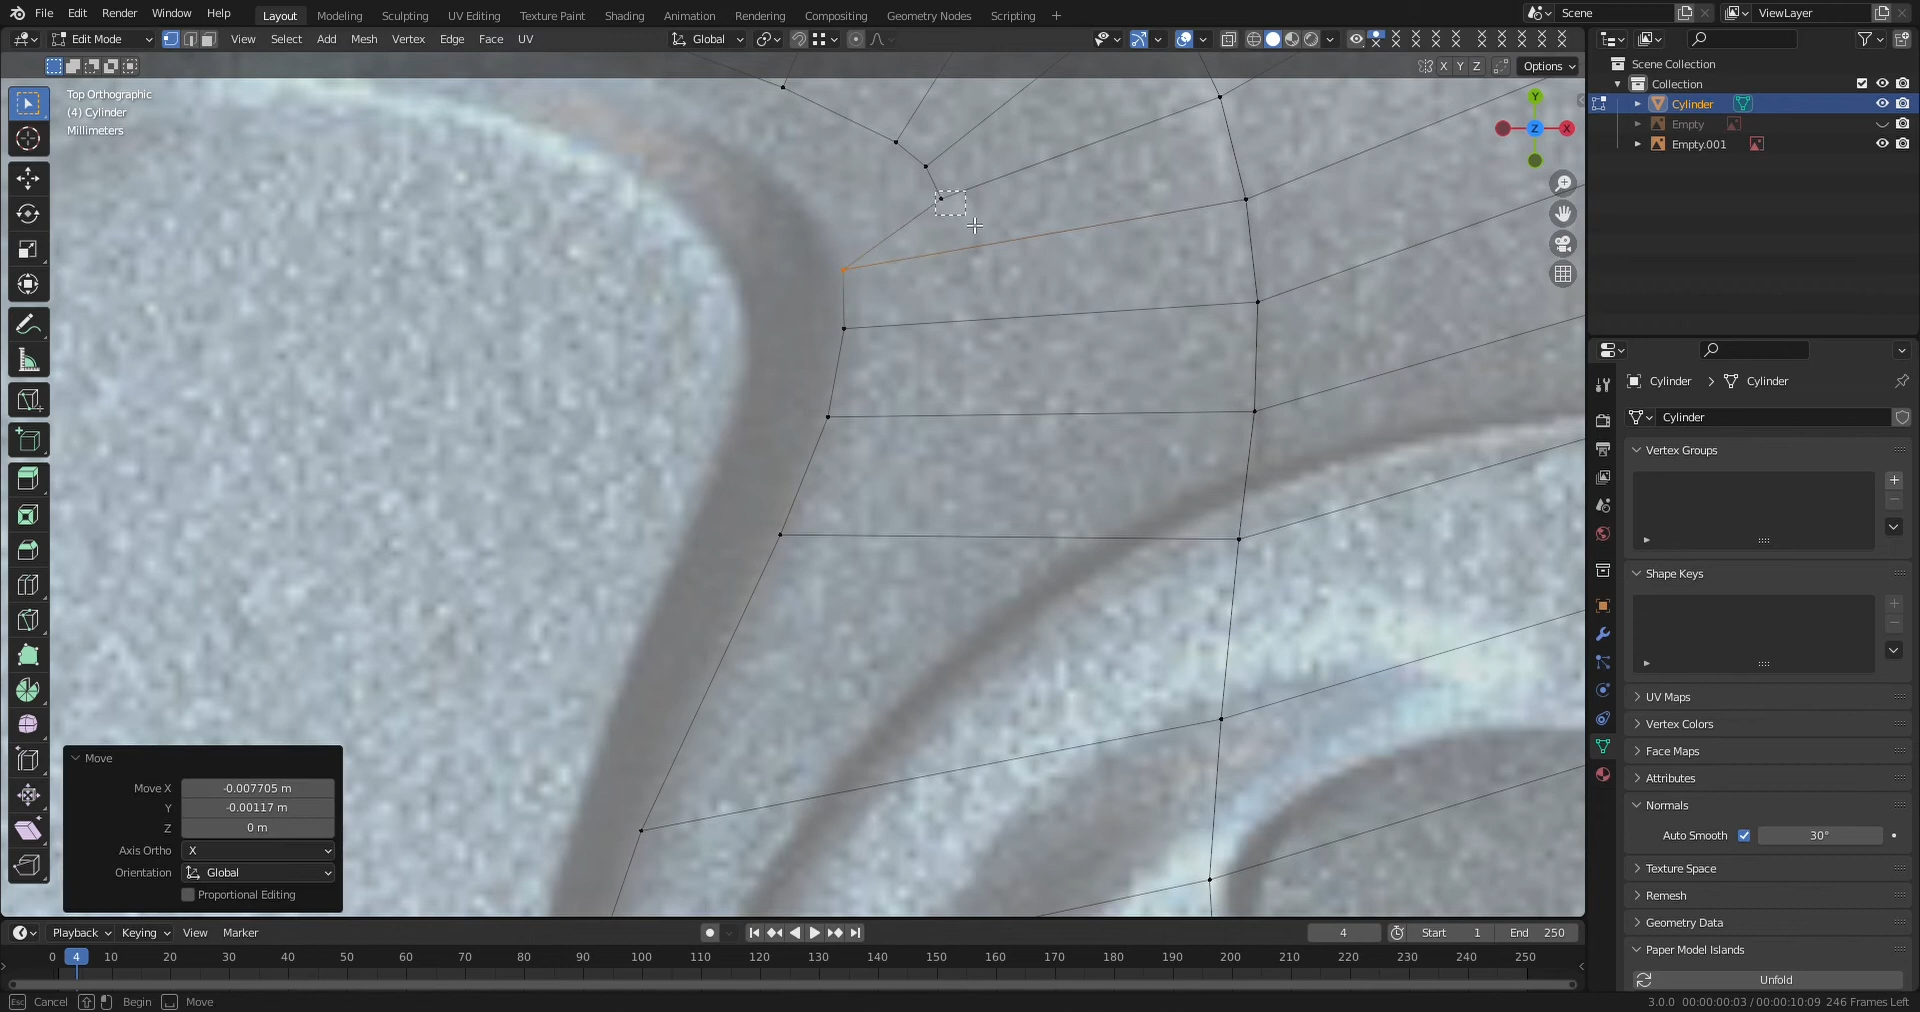 File Edit Render Window Help Layout Modeling Sculpting UV Editing Texture Paint Shading Animation Rendering Compositing Geometry Nodes Scripting + Scene ViewLayer
Edit Mode View Select Add Mesh Vertex Edge Face UV Global
X Y Z Options
Top Orthographic
(4) Cylinder
Millimeters
Y
Z X
Scene Collection
Collection
Cylinder
Empty
Empty.001
Cylinder > Cylinder
Cylinder
Vertex Groups
Shape Keys
UV Maps
Vertex Colors
Face Maps
Attributes
Normals
Auto Smooth 30°
Texture Space
Remesh
Geometry Data
Paper Model Islands
Unfold
Move
Move X -0.007705 m
Y -0.00117 m
Z 0 m
Axis Ortho X
Orientation Global
Proportional Editing
Playback Keying View Marker 4 Start 1 End 250
0 4 10 20 30 40 50 60 70 80 90 100 110 120 130 140 150 160 170 180 190 200 210 220 230 240 250
Esc Cancel Begin Move 3.0.0 00:00:00:03 / 00:00:10:09 246 Frames Left